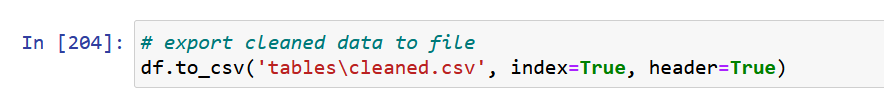 In [204]: # export cleaned data to file
df.to_csv('tables\cleaned.csv', index=True, header=True)